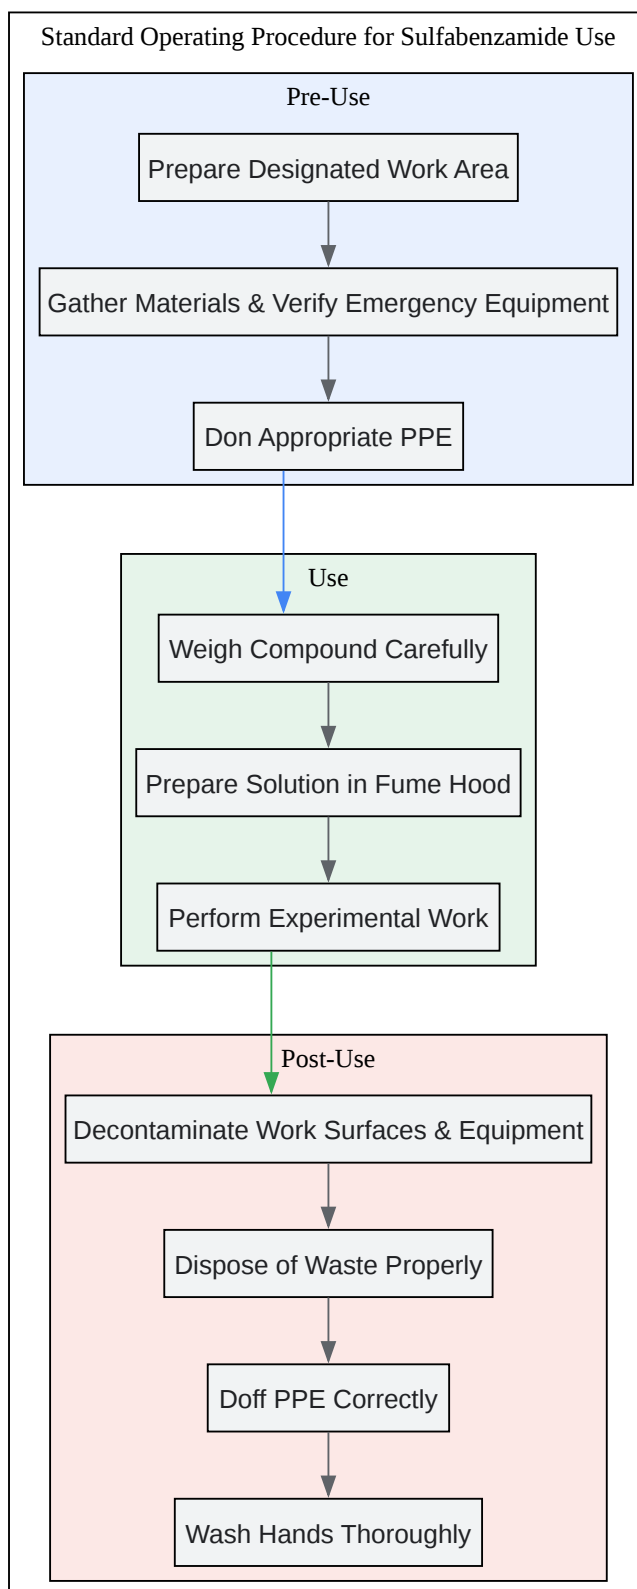 Standard Operating Procedure for Sulfabenzamide Use
Pre-Use
Prepare Designated Work Area
Gather Materials & Verify Emergency Equipment
Don Appropriate PPE
Use
Weigh Compound Carefully
Prepare Solution in Fume Hood
Perform Experimental Work
Post-Use
Decontaminate Work Surfaces & Equipment
Dispose of Waste Properly
Doff PPE Correctly
Wash Hands Thoroughly